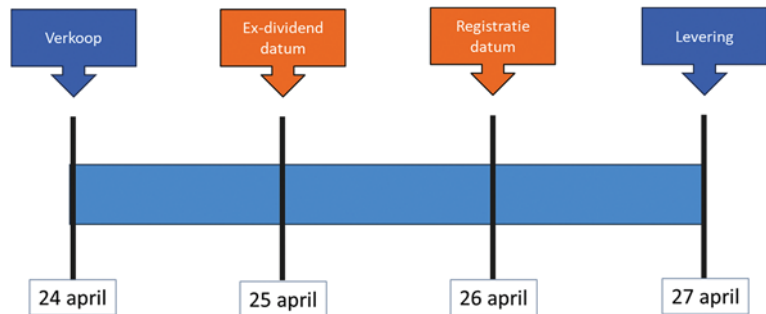 Verkoop
Ex-dividend
datum
Registratie
datum
Levering
24 april
25 april
26 april
27 april